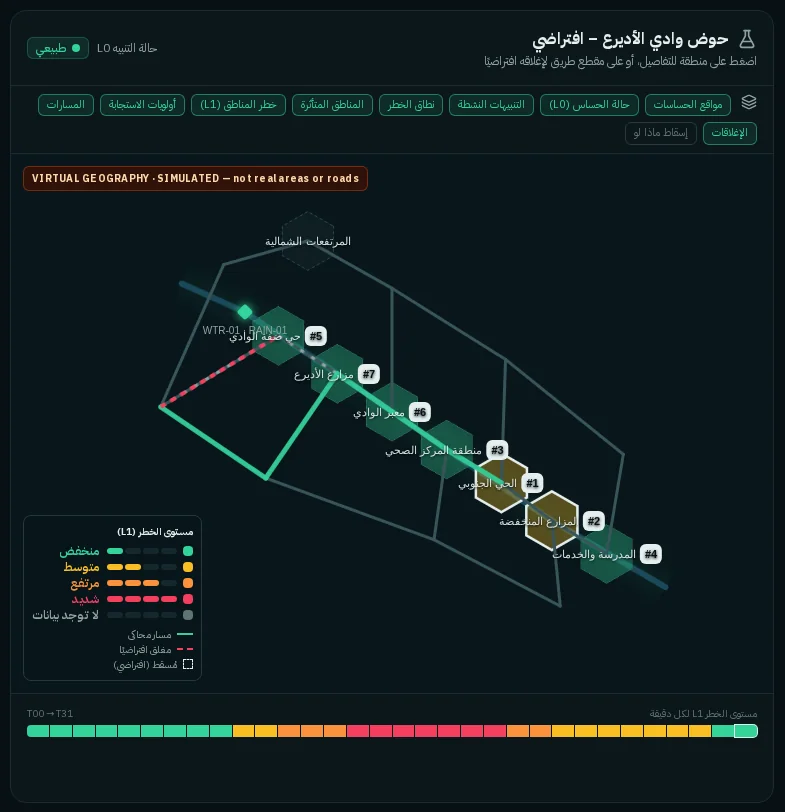 حوض وادي الأديرع – افتراضي
اضغط على منطقة للتفاصيل، أو على مقطع طريق لإغلاقه افتراضيًا
حالة التنبيه L0
طبيعي
مواقع الحساسات
حالة الحساس (L0)
التنبيهات النشطة
نطاق الخطر
المناطق المتأثرة
خطر المناطق (L1)
أولويات الاستجابة
المسارات
الإغلاقات
إسقاط ماذا لو
VIRTUAL GEOGRAPHY · SIMULATED — not real areas or roads
المرتفعات الشمالية
WTR-01 · RAIN-01
حي ضفة الوادي
#5
مزارع الأديرع
#7
معبر الوادي
#6
منطقة المركز الصحي
#3
الحي الجنوبي
#1
المزارع المنخفضة
#2
المدرسة والخدمات
#4
مستوى الخطر (L1)
منخفض
متوسط
مرتفع
شديد
لا توجد بيانات
مسار محاكى
مغلق افتراضيًا
مُسقط (افتراضي)
مستوى الخطر L1 لكل دقيقة
T00 → T31